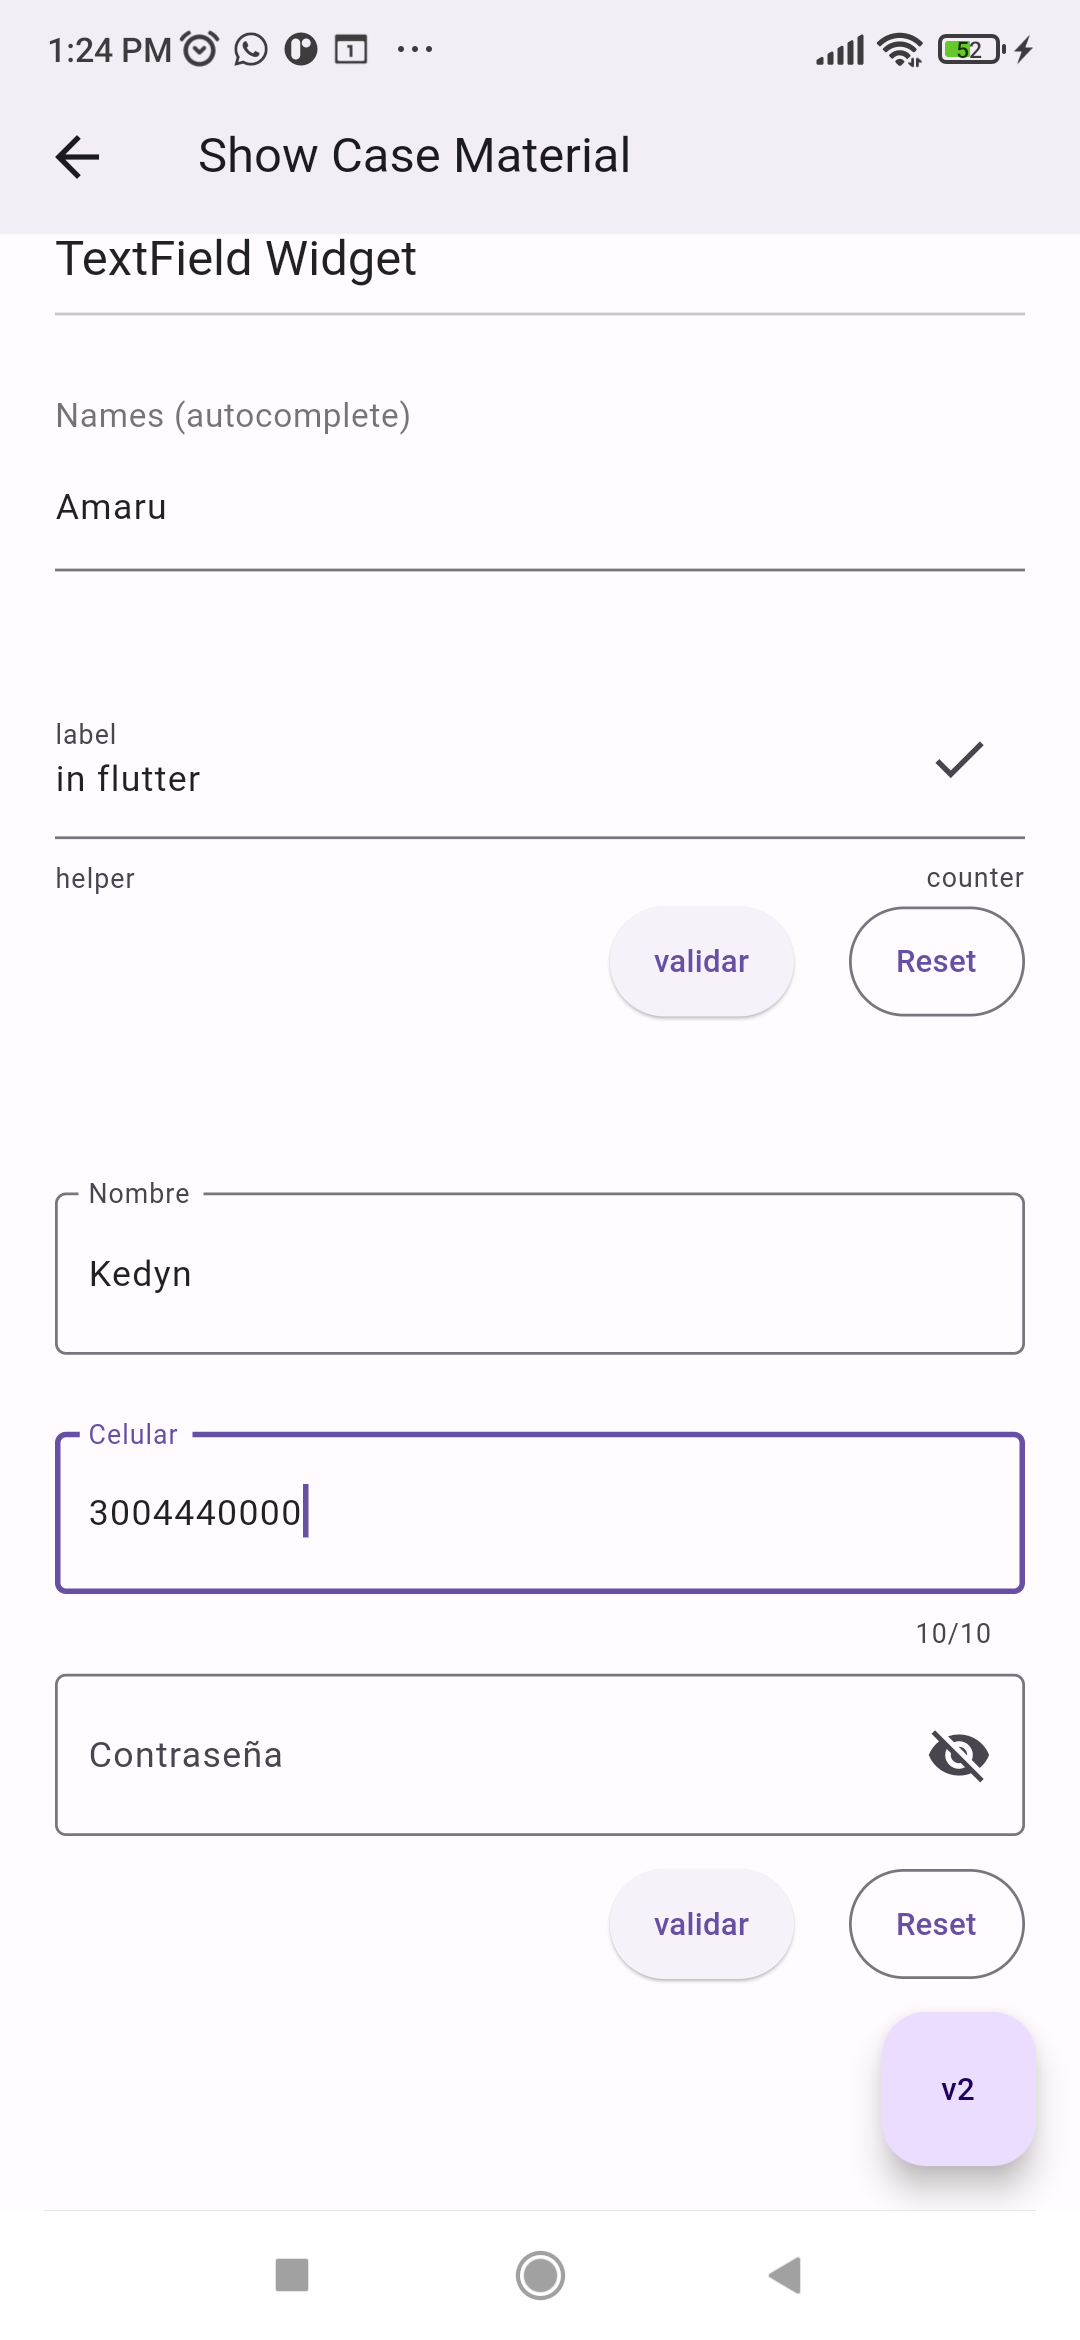 1:24 PM 1 52
Show Case Material
TextField Widget
Names (autocomplete)
Amaru
label
in flutter
helper counter
validar Reset
Nombre
Kedyn
Celular
3004440000
10/10
Contraseña
validar Reset
v2